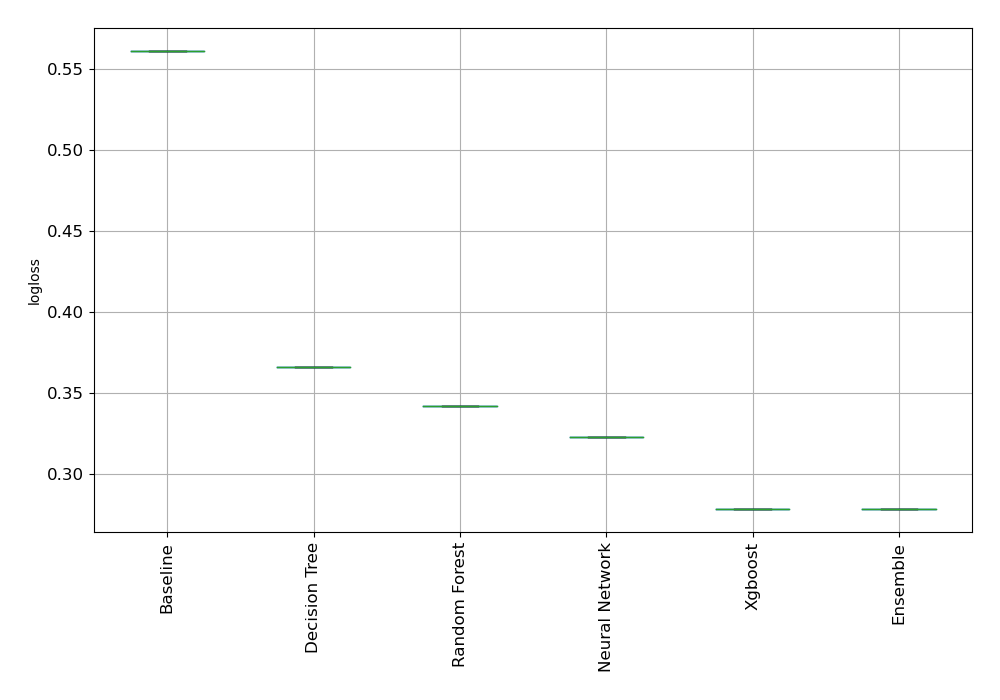 0.55
0.50
0.45
0.40
0.35
0.30
logloss
Baseline
Decision Tree
Random Forest
Neural Network
Xgboost
Ensemble